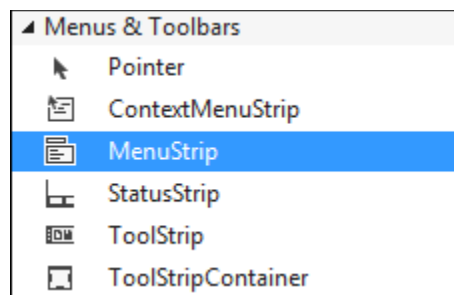 Menus & Toolbars
Pointer
ContextMenuStrip
MenuStrip
StatusStrip
ToolStrip
ToolStripContainer